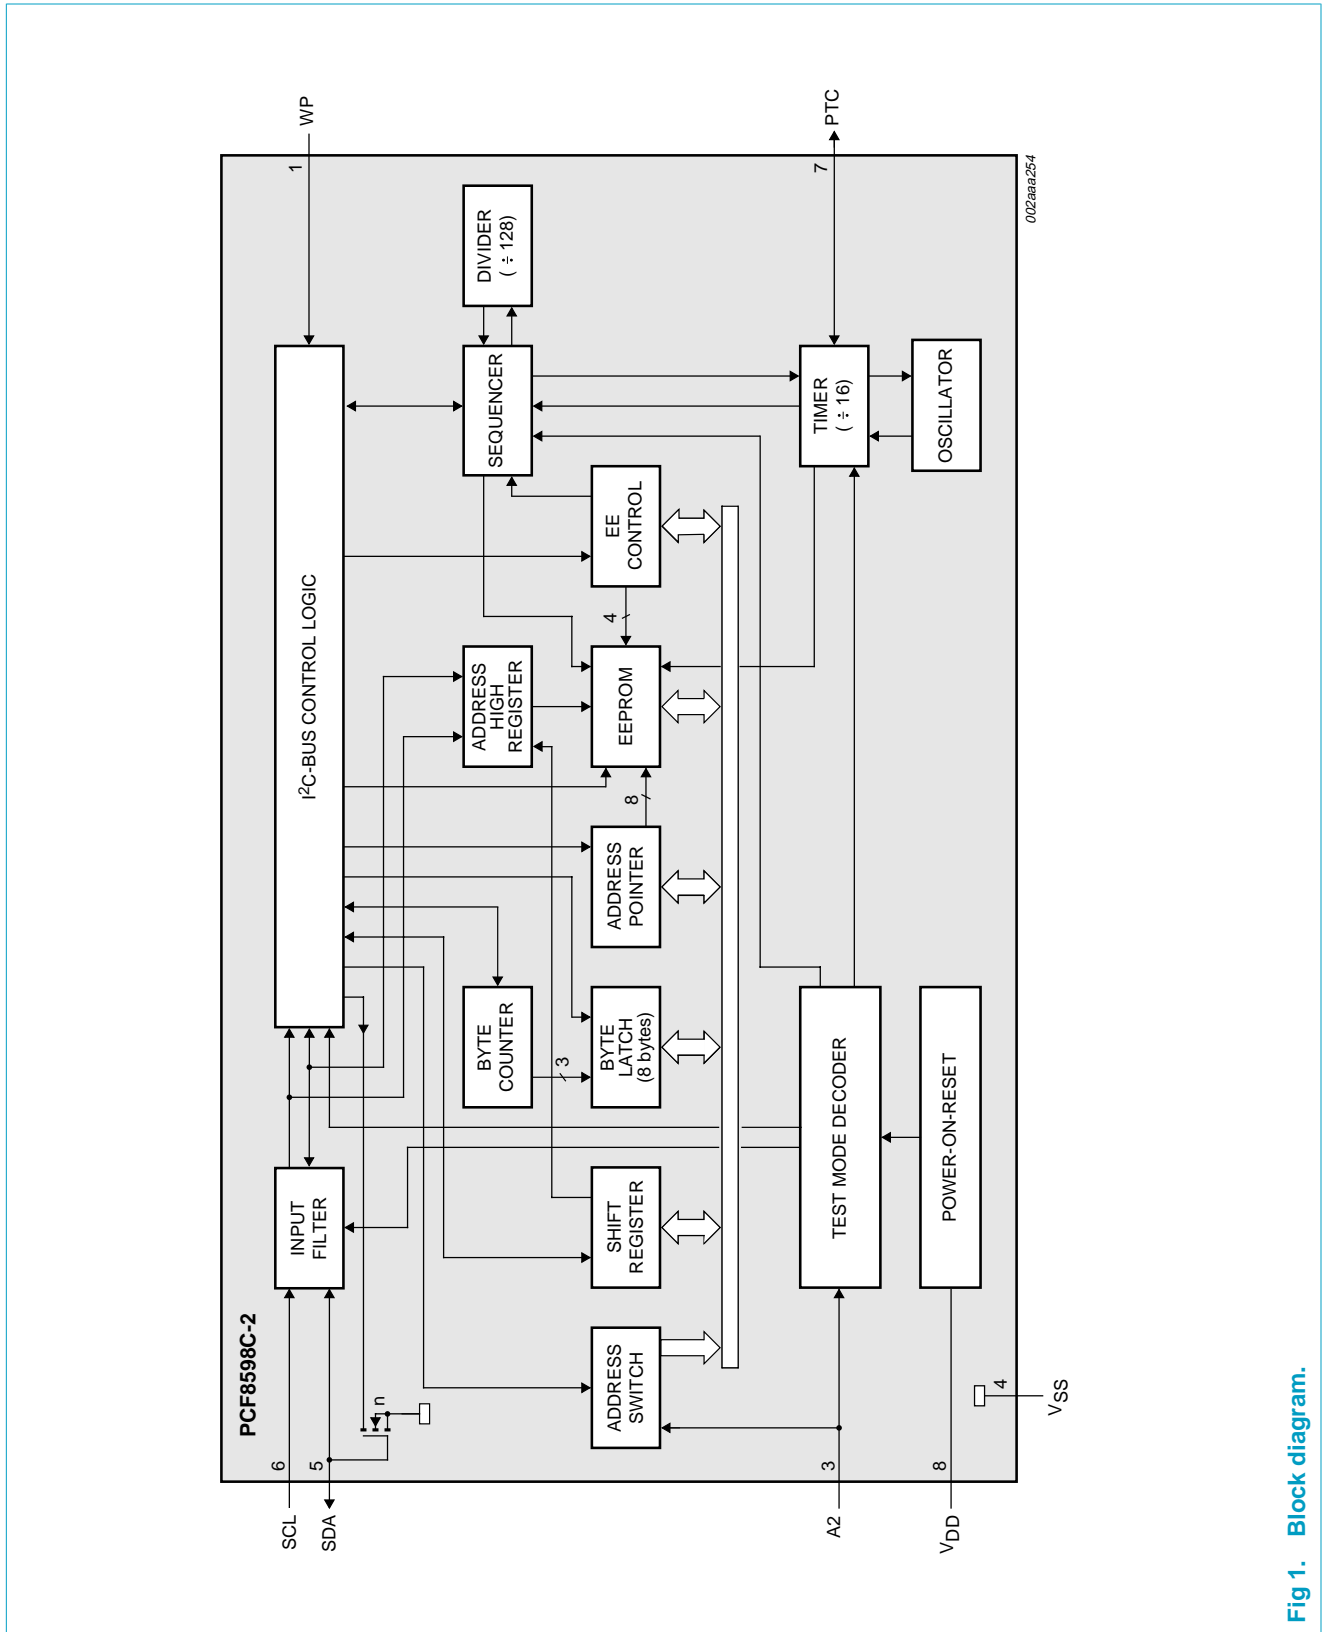 PCF8598C-2
SCL
6
SDA
5
n
INPUT
FILTER
I²C-BUS CONTROL LOGIC
1
WP
BYTE
COUNTER
3
ADDRESS
HIGH
REGISTER
SEQUENCER
DIVIDER
( ÷ 128)
ADDRESS
SWITCH
SHIFT
REGISTER
BYTE
LATCH
(8 bytes)
ADDRESS
POINTER
8
EEPROM
4
EE
CONTROL
A2
3
TEST MODE DECODER
TIMER
( ÷ 16)
7
PTC
VDD
8
POWER-ON-RESET
OSCILLATOR
4
VSS
002aaa254
Fig 1. Block diagram.